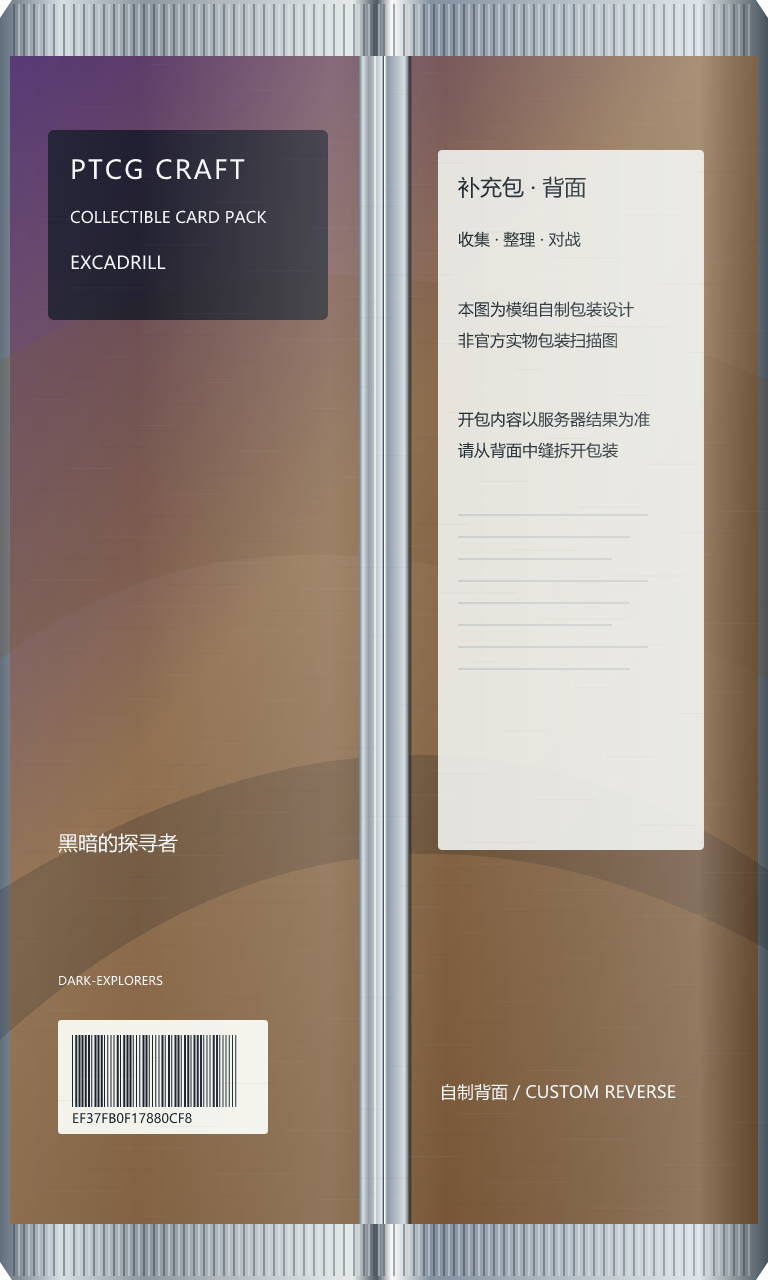 PTCG CRAFT
COLLECTIBLE CARD PACK
EXCADRILL
黑暗的探寻者
DARK-EXPLORERS
EF37FB0F17880CF8
补充包 · 背面
收集 · 整理 · 对战
本图为模组自制包装设计
非官方实物包装扫描图
开包内容以服务器结果为准
请从背面中缝拆开包装
自制背面 / CUSTOM REVERSE